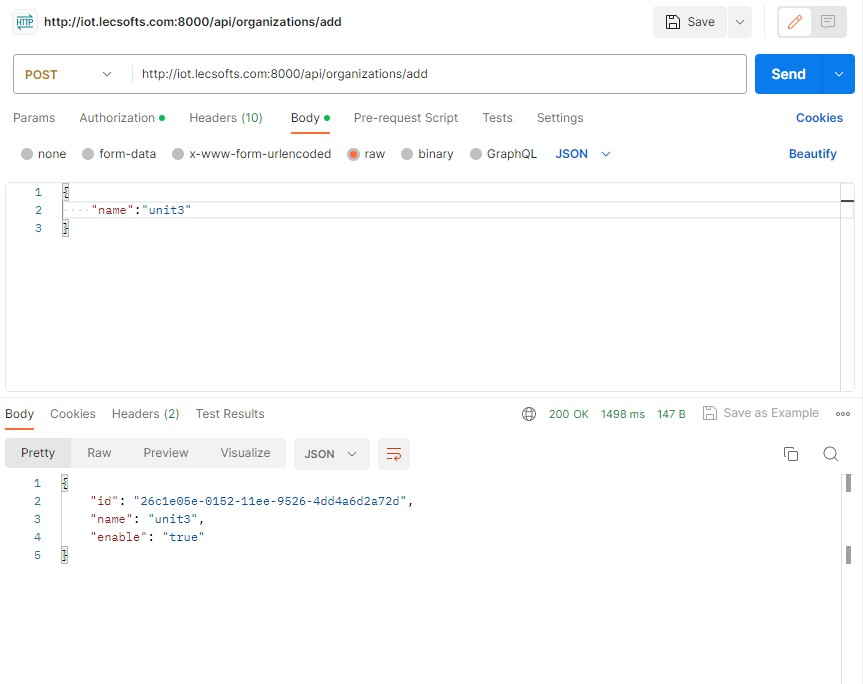 HTTP http://iot.lecsofts.com:8000/api/organizations/add Save
POST http://iot.lecsofts.com:8000/api/organizations/add Send
Params Authorization Headers (10) Body Pre-request Script Tests Settings Cookies
none form-data x-www-form-urlencoded raw binary GraphQL JSON Beautify
1 {
2 "name":"unit3"
3 }
Body Cookies Headers (2) Test Results 200 OK 1498 ms 147 B Save as Example
Pretty Raw Preview Visualize JSON
1 {
2 "id": "26c1e05e-0152-11ee-9526-4dd4a6d2a72d",
3 "name": "unit3",
4 "enable": "true"
5 }